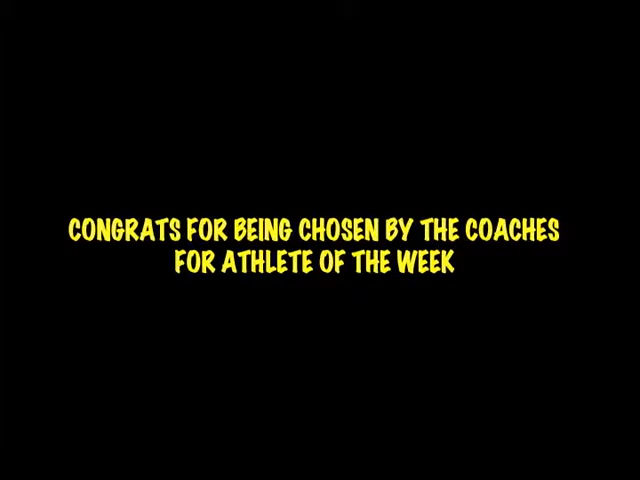 CONGRATS FOR BEING CHOSEN BY THE COACHES
FOR ATHLETE OF THE WEEK